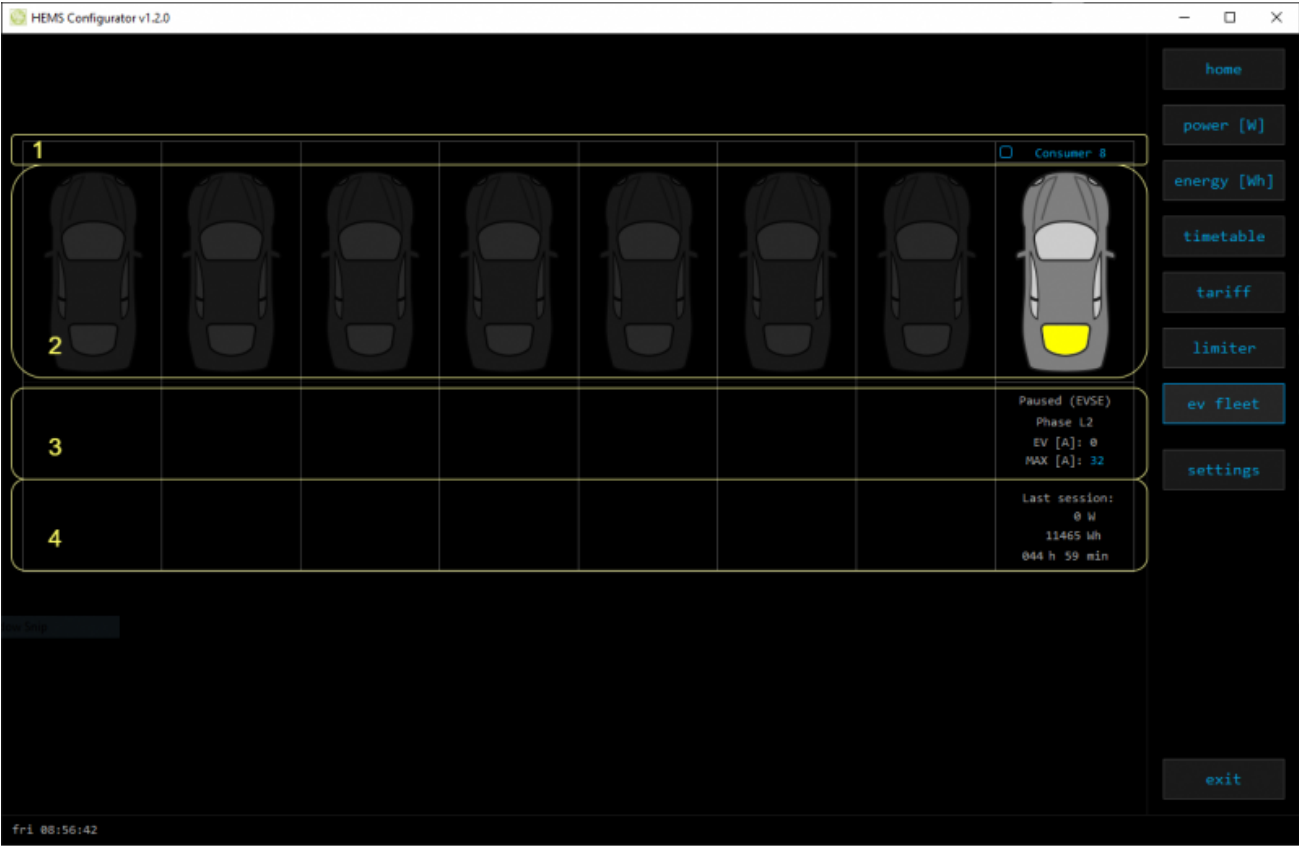 HEMS Configurator v1.2.0
home
power [W]
energy [Wh]
timetable
tariff
limiter
ev fleet
settings
exit
1
Consumer 8
2
3
Paused (EVSE)
Phase L2
EV [A]: 0
MAX [A]: 32
4
Last session:
0 W
11465 Wh
044 h 59 min
Snip
fri 08:56:42